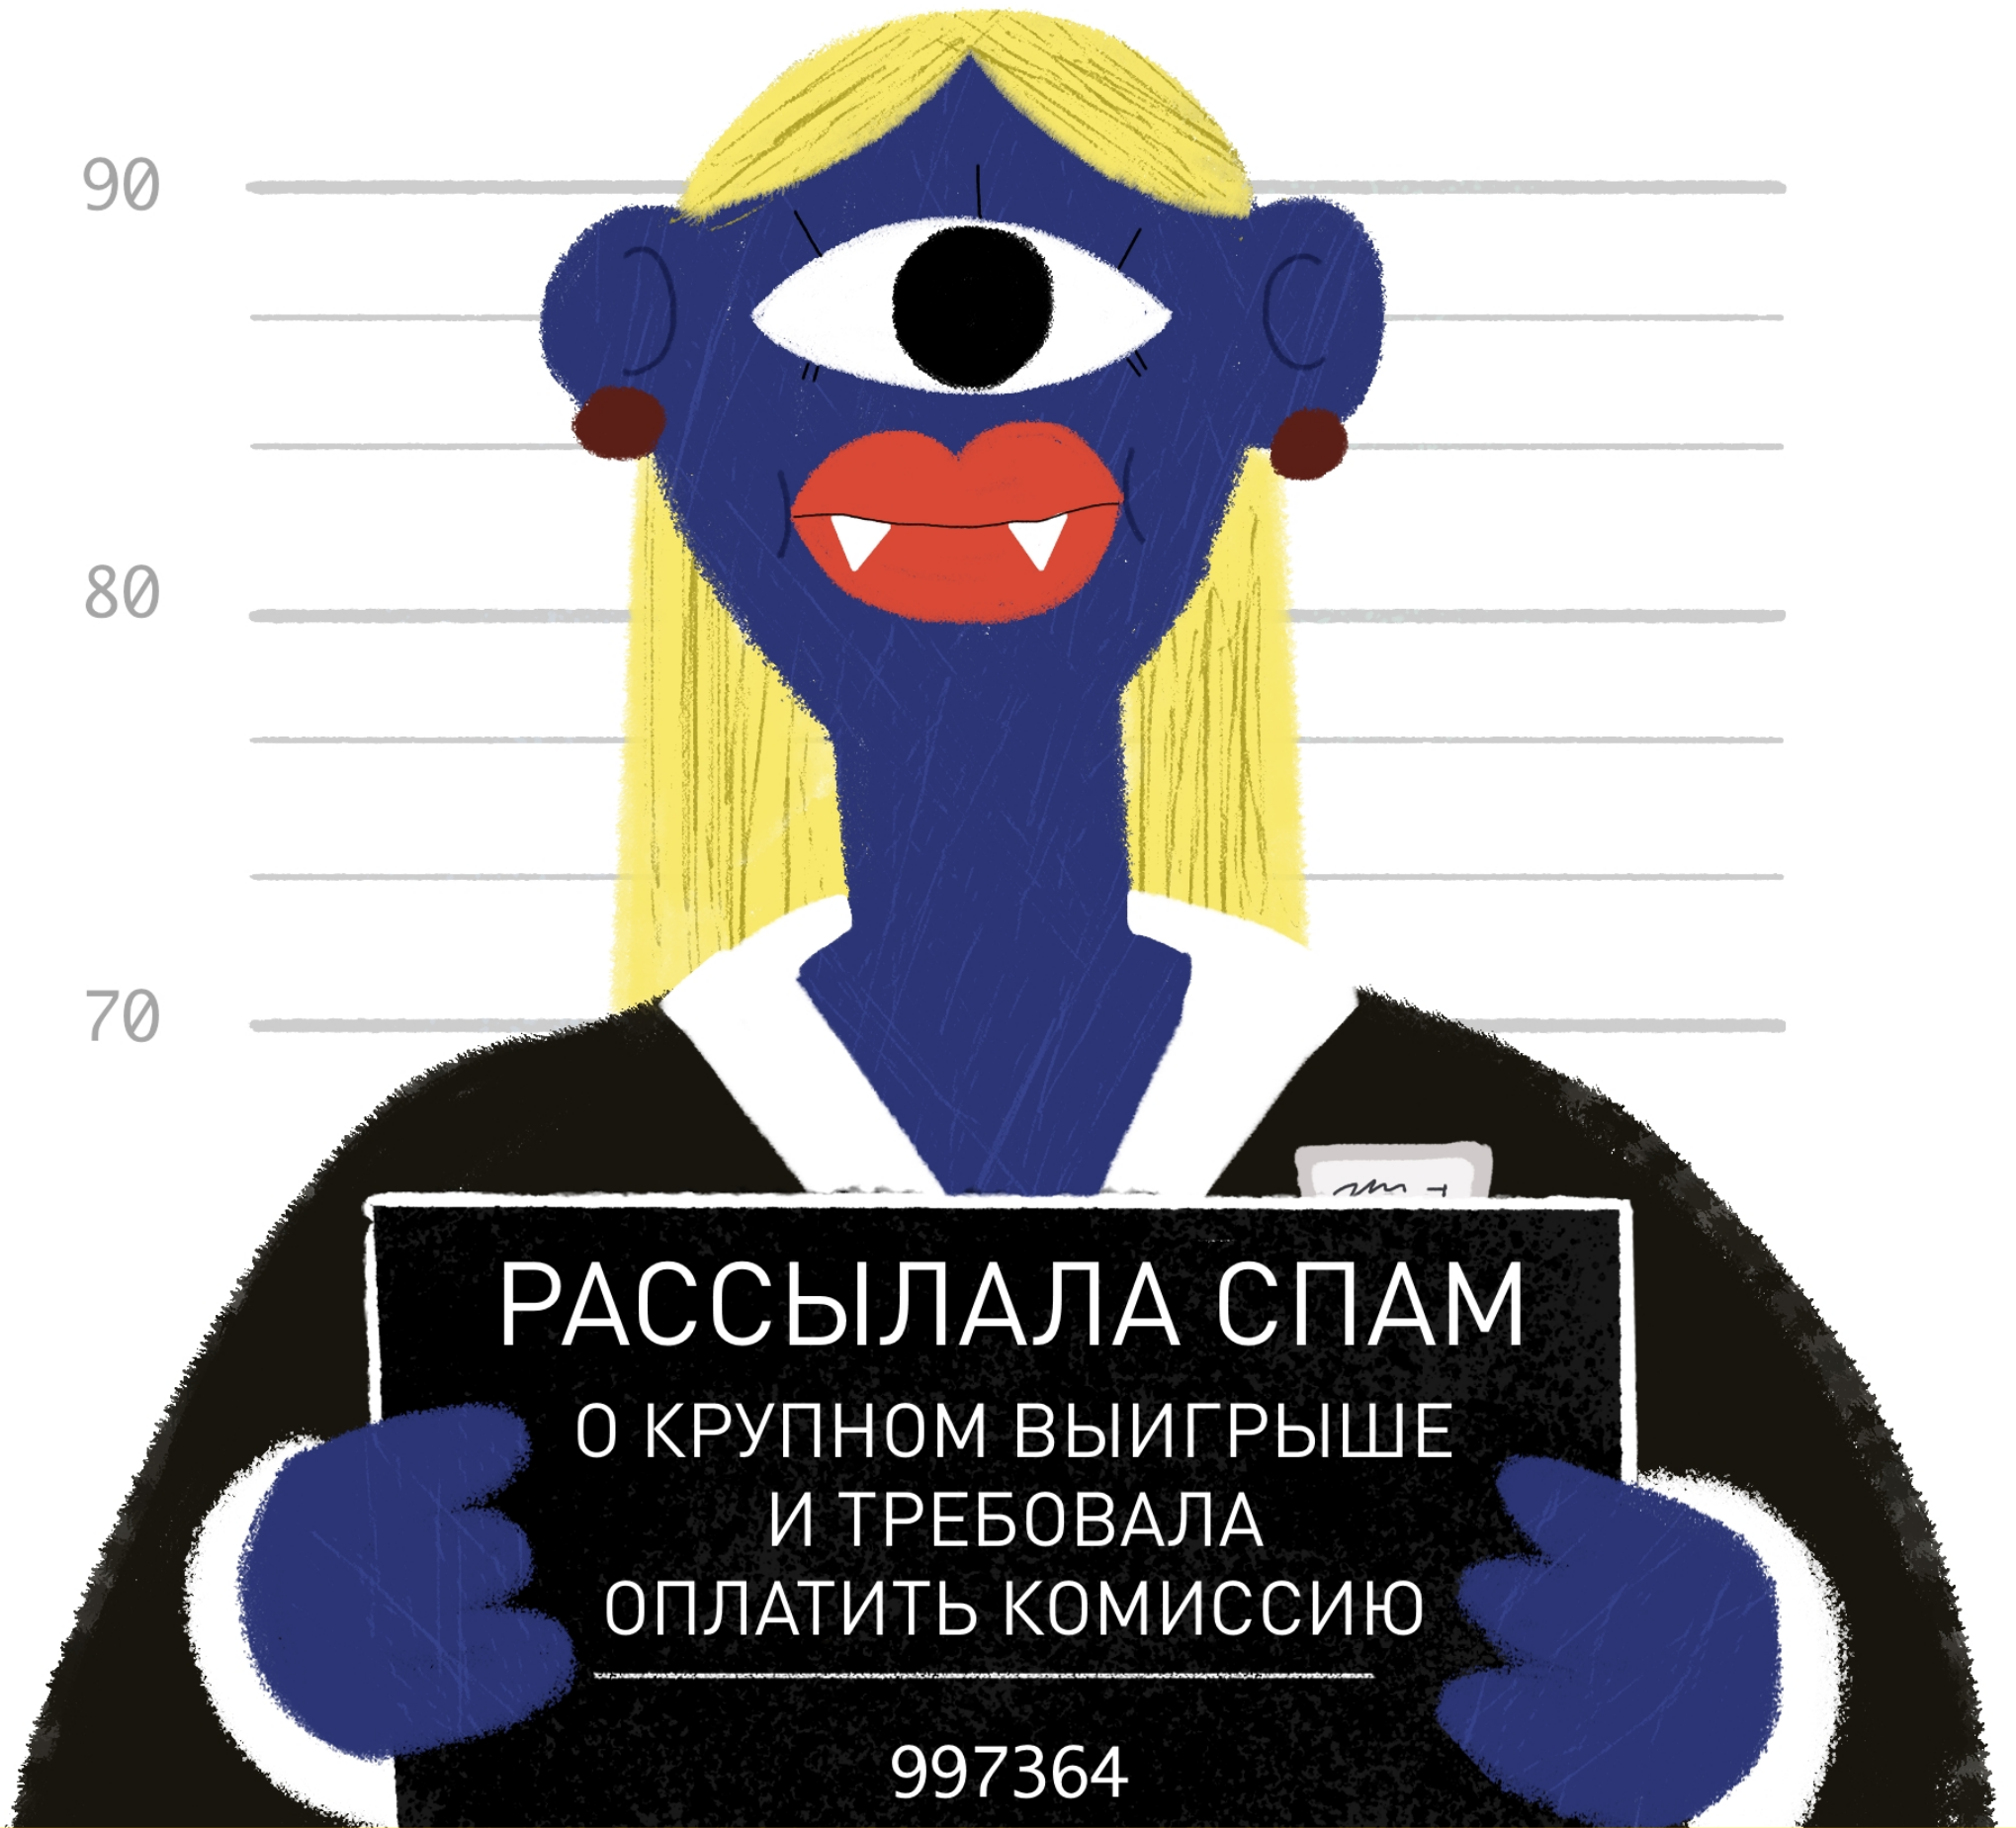 90
80
70
РАССЫЛАЛА СПАМ
О КРУПНОМ ВЫИГРЫШЕ
И ТРЕБОВАЛА
ОПЛАТИТЬ КОМИССИЮ
997364